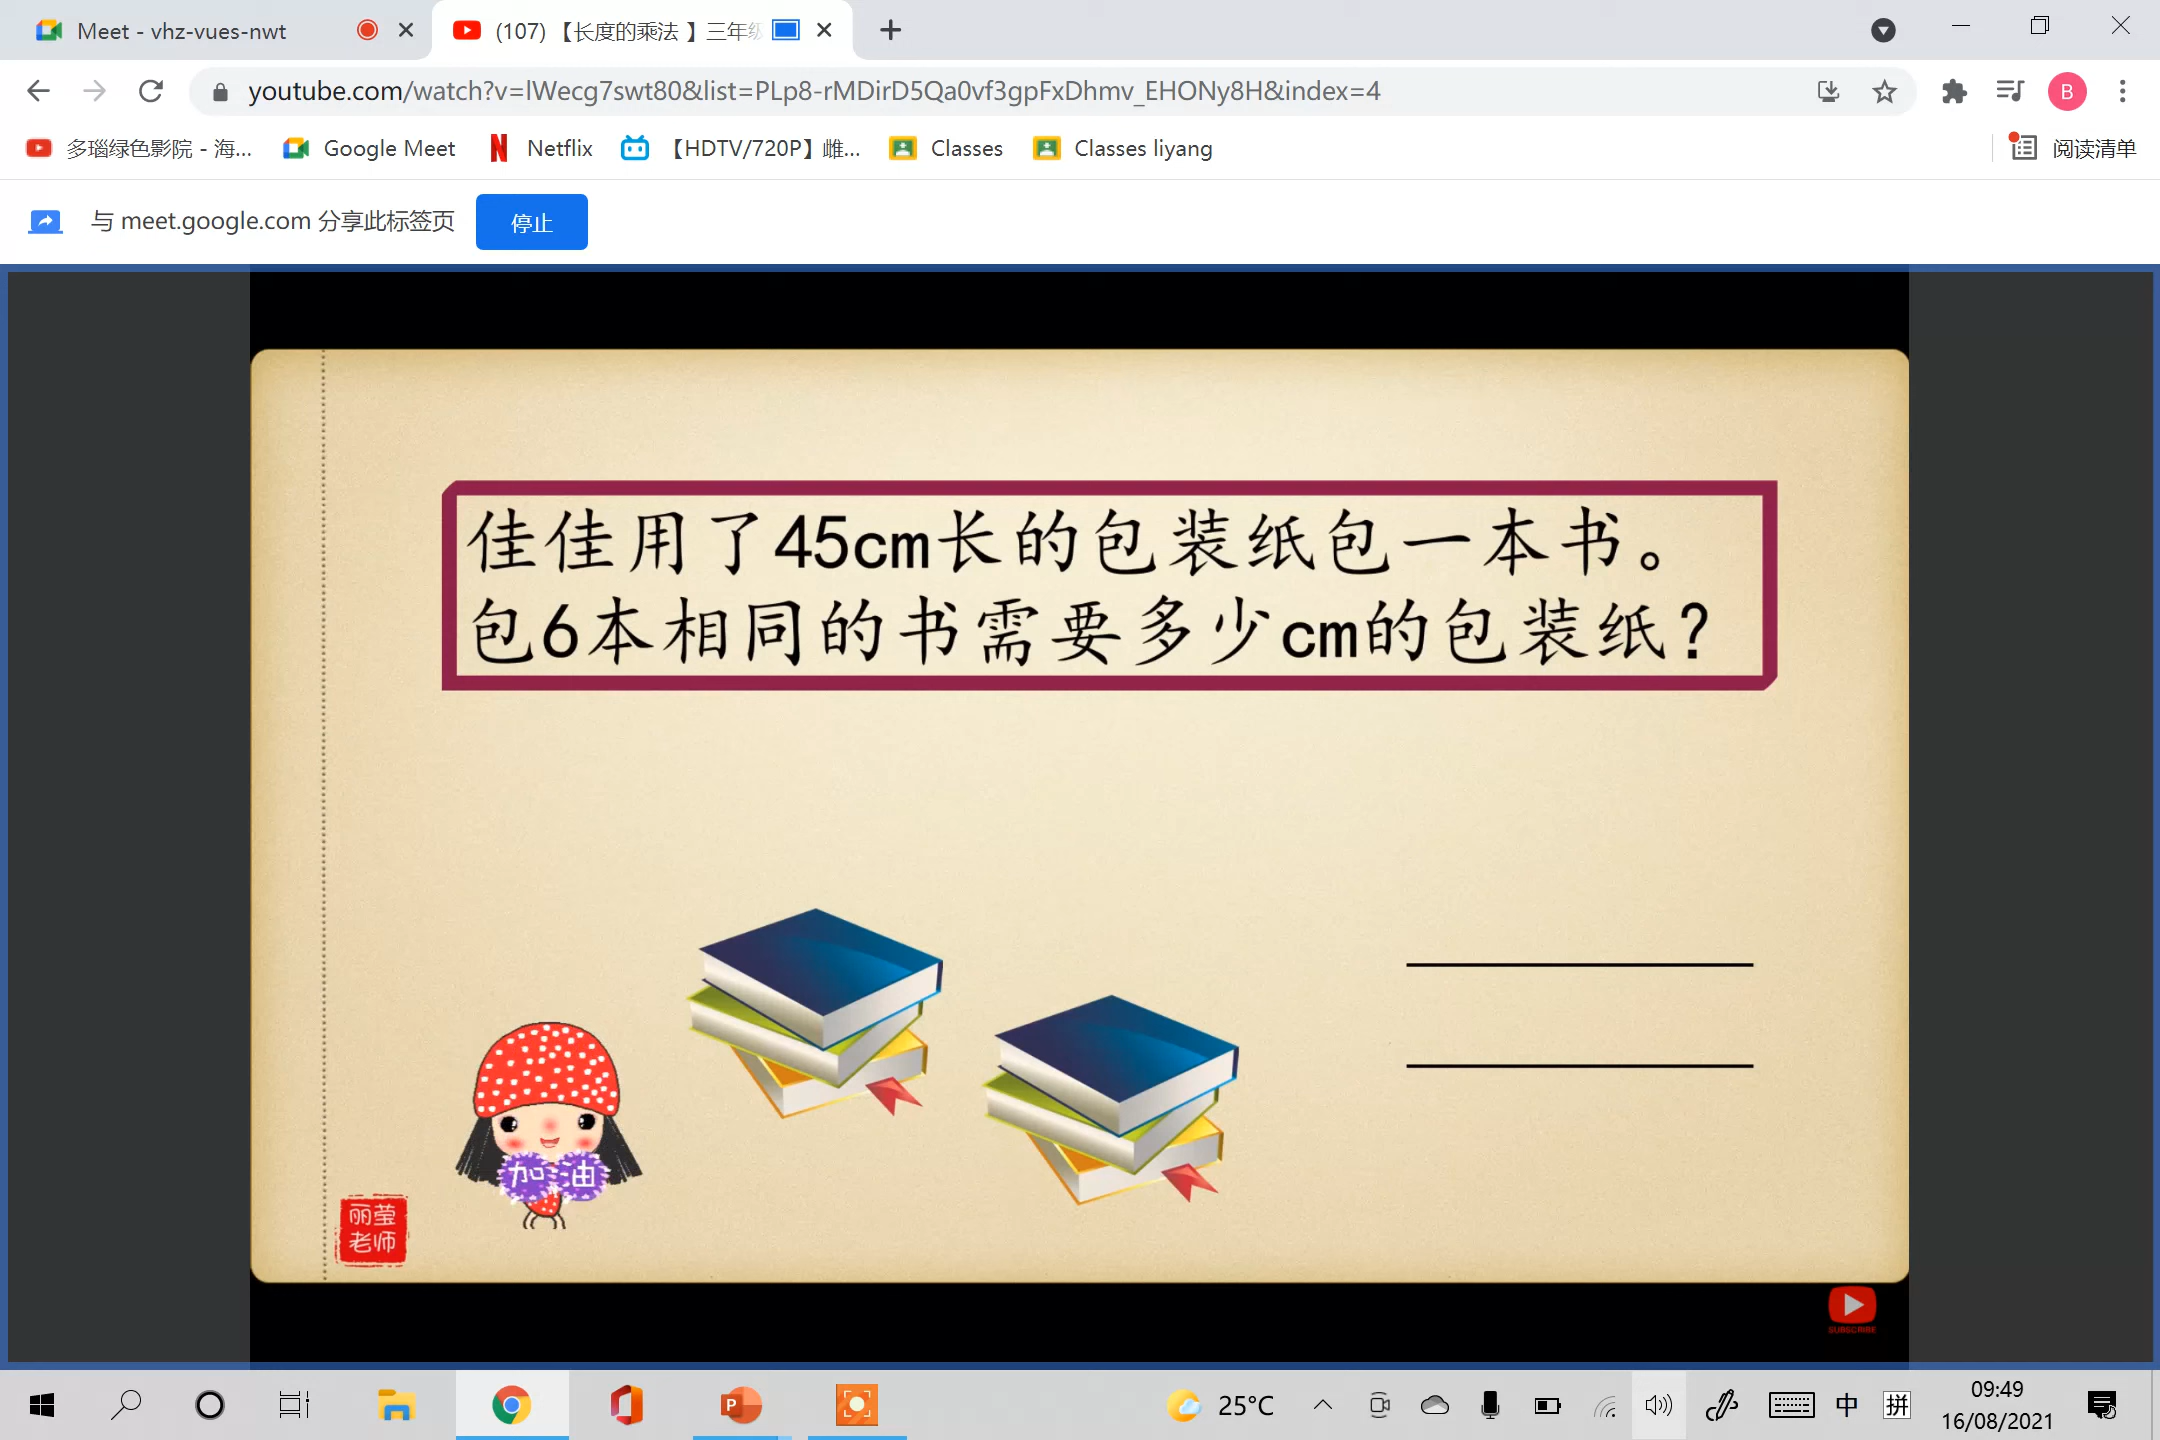 Meet - vhz-vues-nwt
(107) 【长度的乘法 】三年级
youtube.com/watch?v=lWecg7swt80&list=PLp8-rMDirD5Qa0vf3gpFxDhmv_EHONy8H&index=4
B
多瑙绿色影院 - 海...
Google Meet
Netflix
【HDTV/720P】雌...
Classes
Classes liyang
阅读清单
与 meet.google.com 分享此标签页
停止
佳佳用了45cm长的包装纸包一本书。
包6本相同的书需要多少cm的包装纸？
加油
丽莹
老师
SUBSCRIBE
P
25°C
中
拼
09:49
16/08/2021